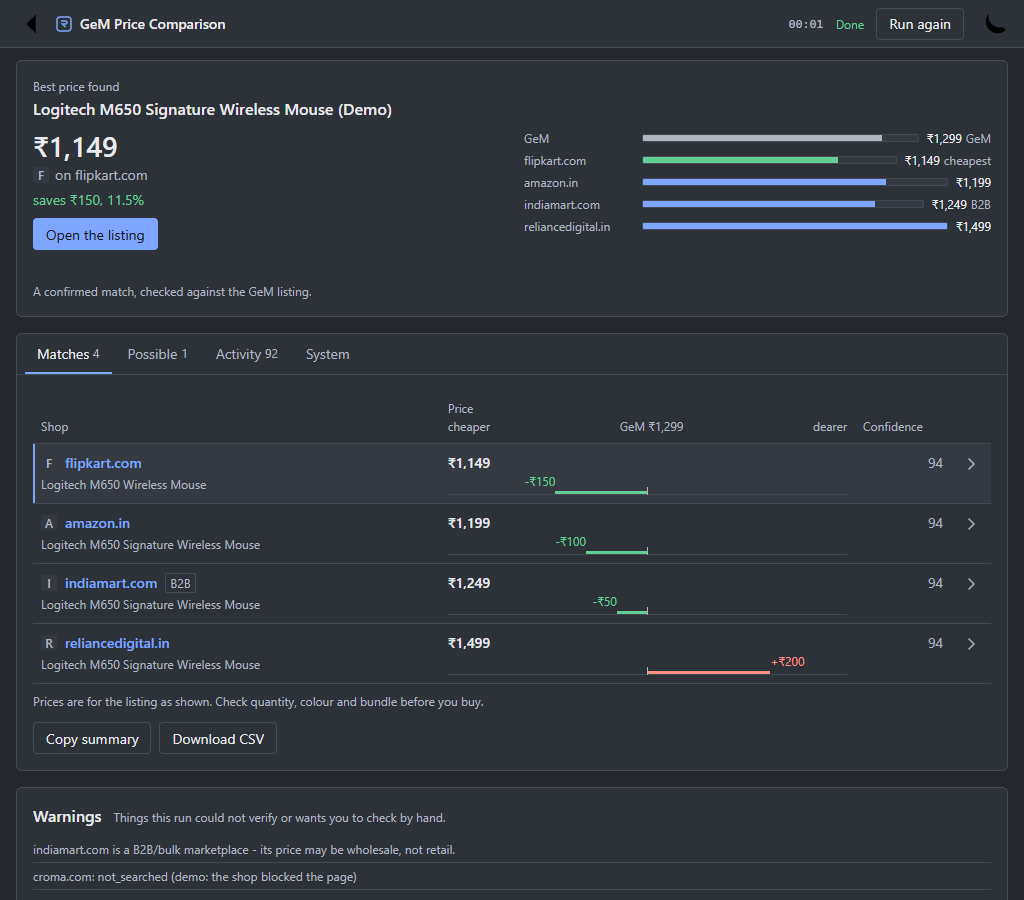 GeM Price Comparison
00:01 Done Run again
Best price found
Logitech M650 Signature Wireless Mouse (Demo)
₹1,149
F on flipkart.com
saves ₹150, 11.5%
Open the listing
A confirmed match, checked against the GeM listing.
GeM ₹1,299 GeM
flipkart.com ₹1,149 cheapest
amazon.in ₹1,199
indiamart.com ₹1,249 B2B
reliancedigital.in ₹1,499
Matches 4 Possible 1 Activity 92 System
Price
Shop cheaper GeM ₹1,299 dearer Confidence
F flipkart.com ₹1,149 94
-₹150
Logitech M650 Wireless Mouse
A amazon.in ₹1,199 94
-₹100
Logitech M650 Signature Wireless Mouse
I indiamart.com B2B ₹1,249 94
-₹50
Logitech M650 Signature Wireless Mouse
R reliancedigital.in ₹1,499 94
+₹200
Logitech M650 Signature Wireless Mouse
Prices are for the listing as shown. Check quantity, colour and bundle before you buy.
Copy summary Download CSV
Warnings Things this run could not verify or wants you to check by hand.
indiamart.com is a B2B/bulk marketplace - its price may be wholesale, not retail.
croma.com: not_searched (demo: the shop blocked the page)